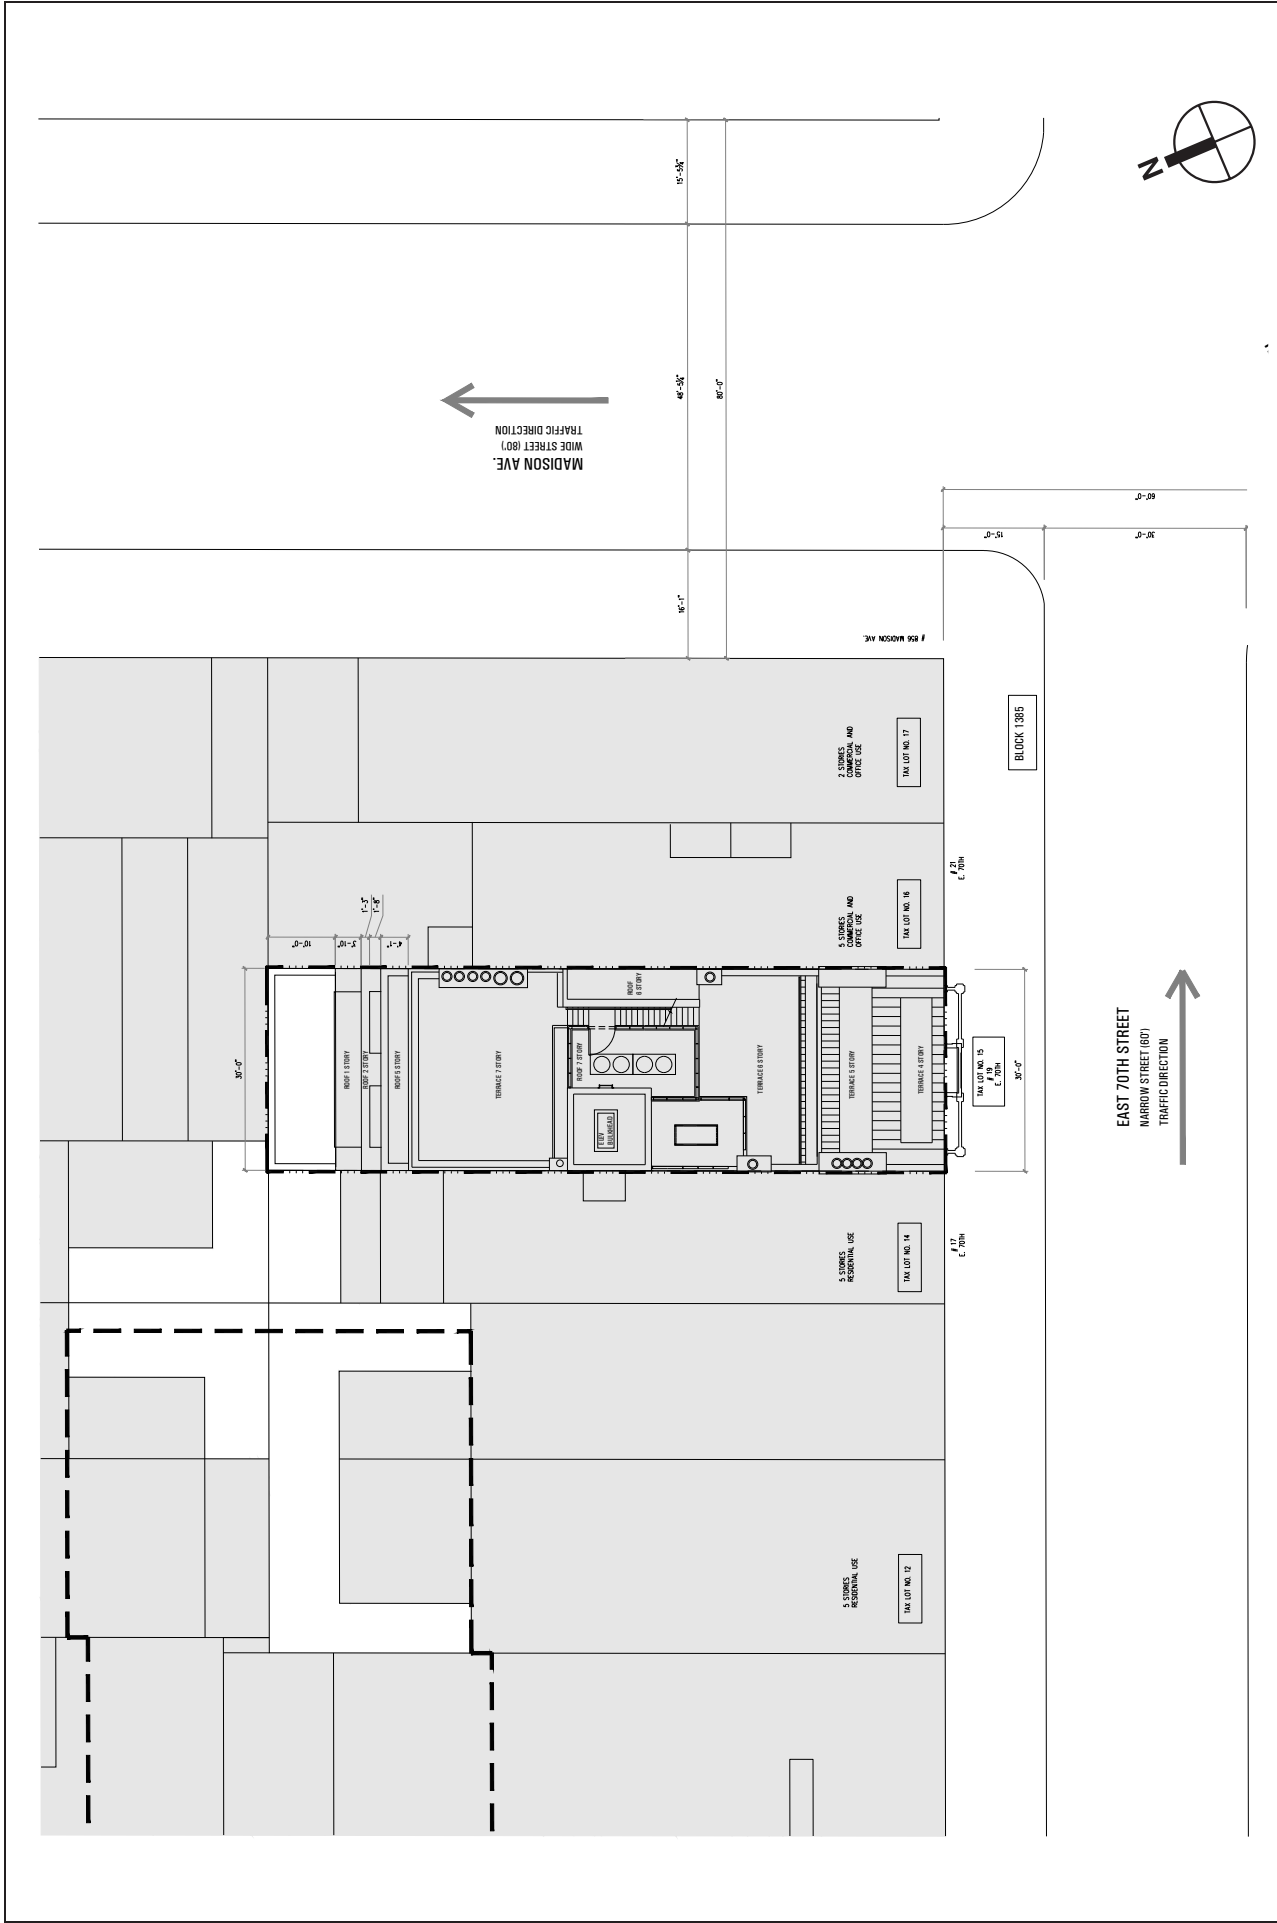 N
15'-5¾"
48'-5¼"
80'-0"
MADISON AVE.
WIDE STREET (80')
TRAFFIC DIRECTION
60'-0"
15'-0"
30'-0"
16'-1"
# 856 MADISON AVE.
BLOCK 1385
2 STORIES
COMMERCIAL AND
OFFICE USE
TAX LOT NO. 17
# 21
E. 70TH
5 STORIES
COMMERCIAL AND
OFFICE USE
TAX LOT NO. 16
10'-0"
3'-10"
1'-3"
1'-8"
4'-1"
30'-0"
ROOF 1 STORY
ROOF 2 STORY
ROOF 5 STORY
TERRACE 7 STORY
ROOF 7 STORY
ROOF
6 STORY
BULKHEAD
TERRACE 6 STORY
TERRACE 5 STORY
TERRACE 4 STORY
TAX LOT NO. 15
# 19
E. 70TH
30'-0"
EAST 70TH STREET
NARROW STREET (60')
TRAFFIC DIRECTION
5 STORIES
RESIDENTIAL USE
TAX LOT NO. 14
# 17
E. 70TH
5 STORIES
RESIDENTIAL USE
TAX LOT NO. 12